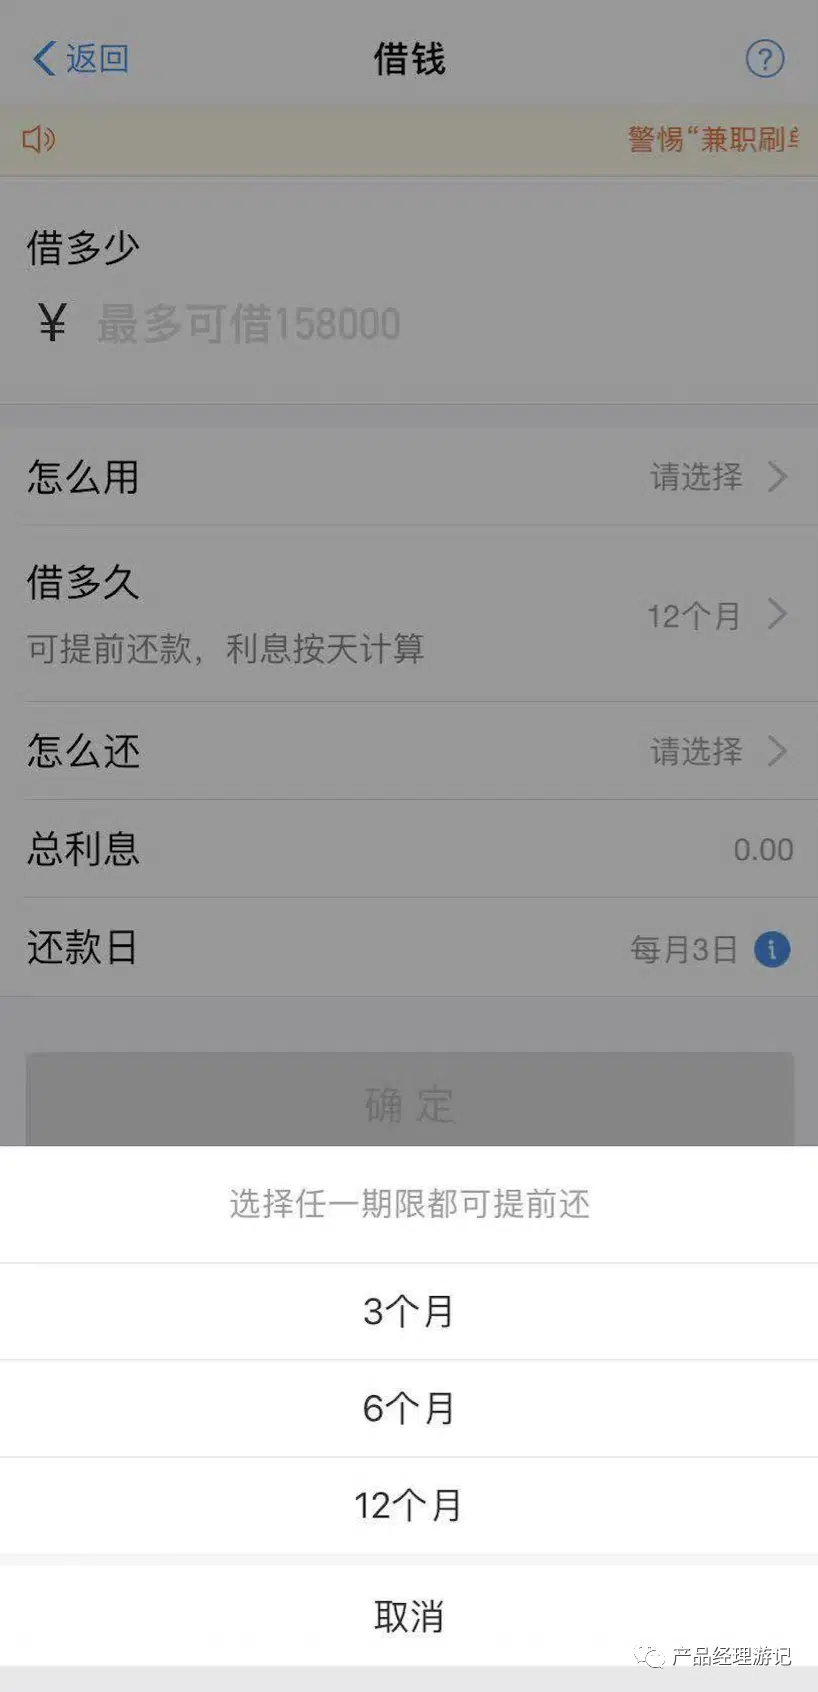 返回
借钱
?
警惕“兼职刷
借多少
¥ 最多可借158000
怎么用 请选择
借多久
12个月
可提前还款，利息按天计算
怎么还 请选择
总利息 0.00
还款日 每月3日 i
确定
选择任一期限都可提前还
3个月
6个月
12个月
取消
产品经理游记